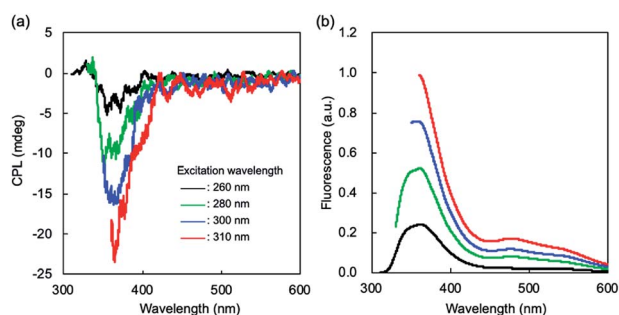 (a)
5
0
-5
-10
-15
-20
-25
CPL (mdeg)
Excitation wavelength
: 260 nm
: 280 nm
: 300 nm
: 310 nm
300 400 500 600
Wavelength (nm)
(b)
1.2
1.0
0.8
0.6
0.4
0.2
0.0
Fluorescence (a.u.)
300 400 500 600
Wavelength (nm)